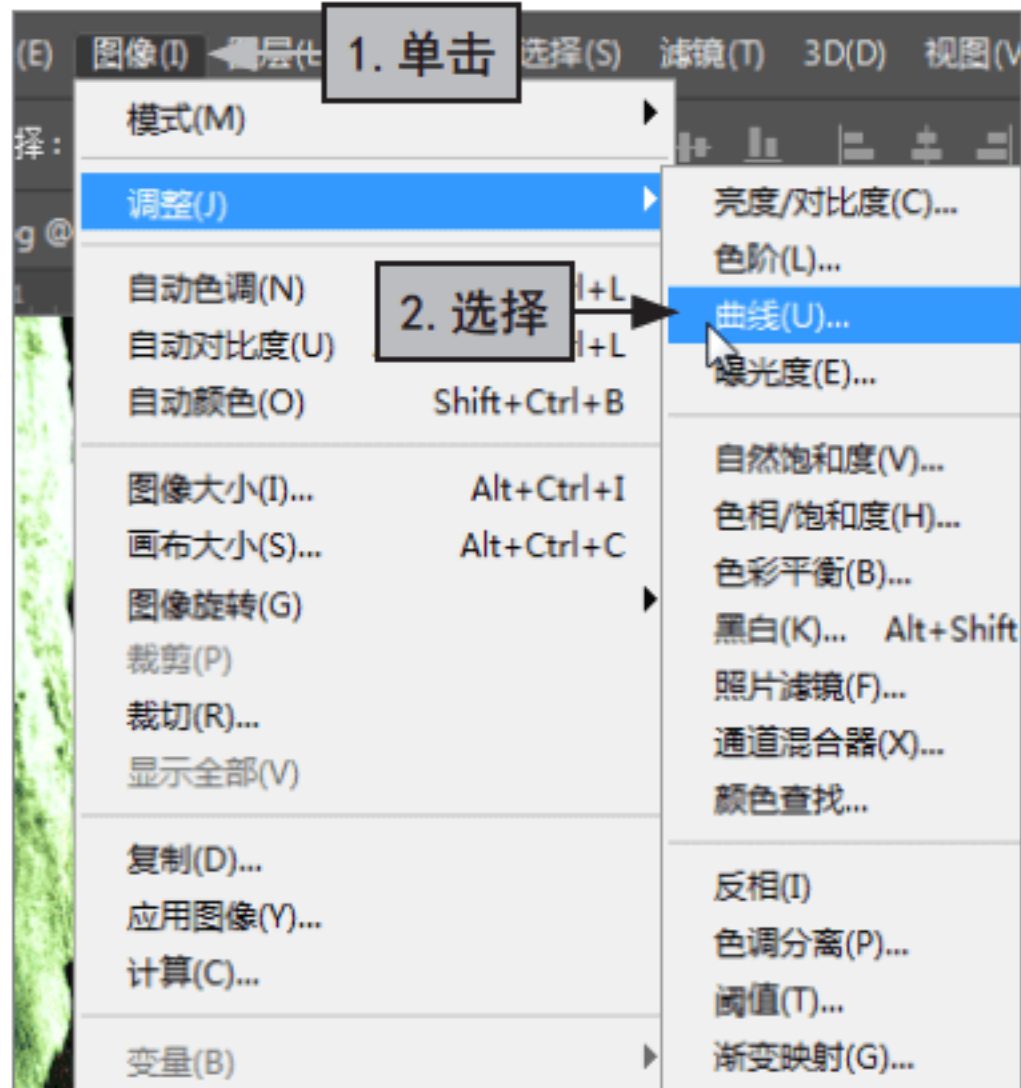 (E) 图像(I) 1. 单击 选择(S) 滤镜(T) 3D(D) 视图(V
择：
模式(M)
调整(J)
g @
自动色调(N) +L
自动对比度(U) +L
自动颜色(O) Shift+Ctrl+B
图像大小(I)... Alt+Ctrl+I
画布大小(S)... Alt+Ctrl+C
图像旋转(G)
裁剪(P)
裁切(R)...
显示全部(V)
复制(D)...
应用图像(Y)...
计算(C)...
变量(B)
2. 选择
亮度/对比度(C)...
色阶(L)...
曲线(U)...
曝光度(E)...
自然饱和度(V)...
色相/饱和度(H)...
色彩平衡(B)...
黑白(K)... Alt+Shift
照片滤镜(F)...
通道混合器(X)...
颜色查找...
反相(I)
色调分离(P)...
阈值(T)...
渐变映射(G)...